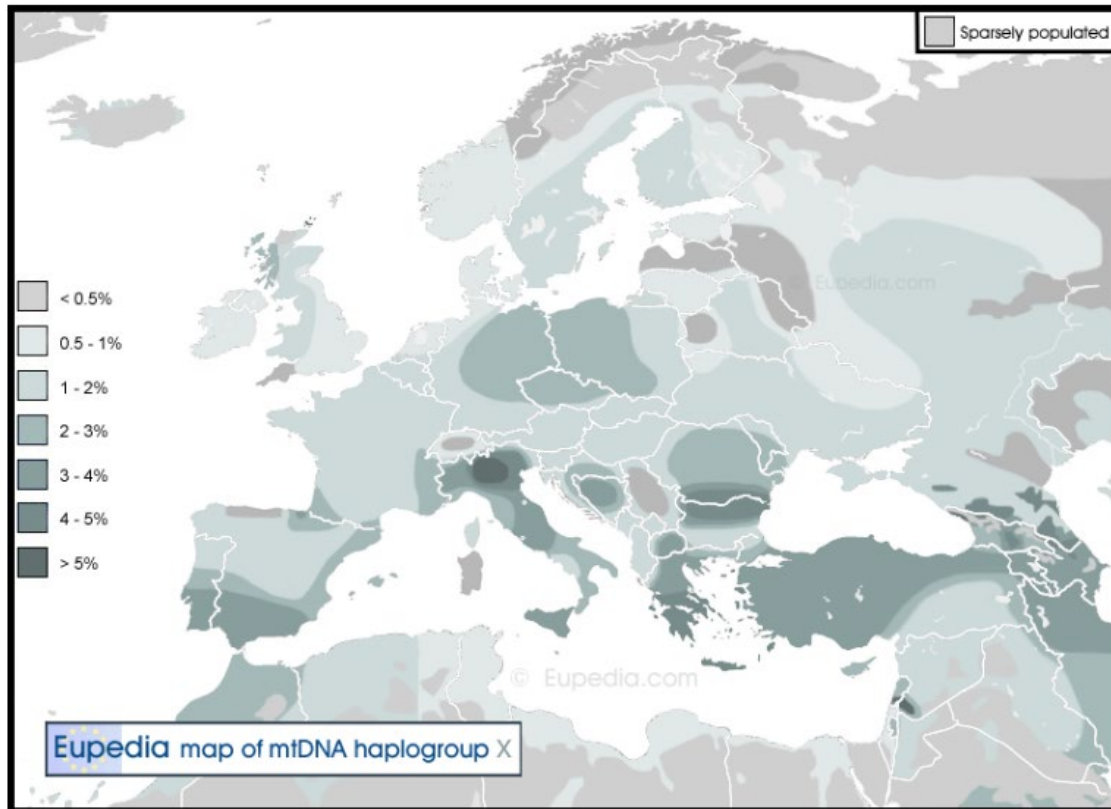 Sparsely populated
© Eupedia.com
< 0.5%
0.5 - 1%
1 - 2%
2 - 3%
3 - 4%
4 - 5%
> 5%
© Eupedia.com
Eupedia map of mtDNA haplogroup X